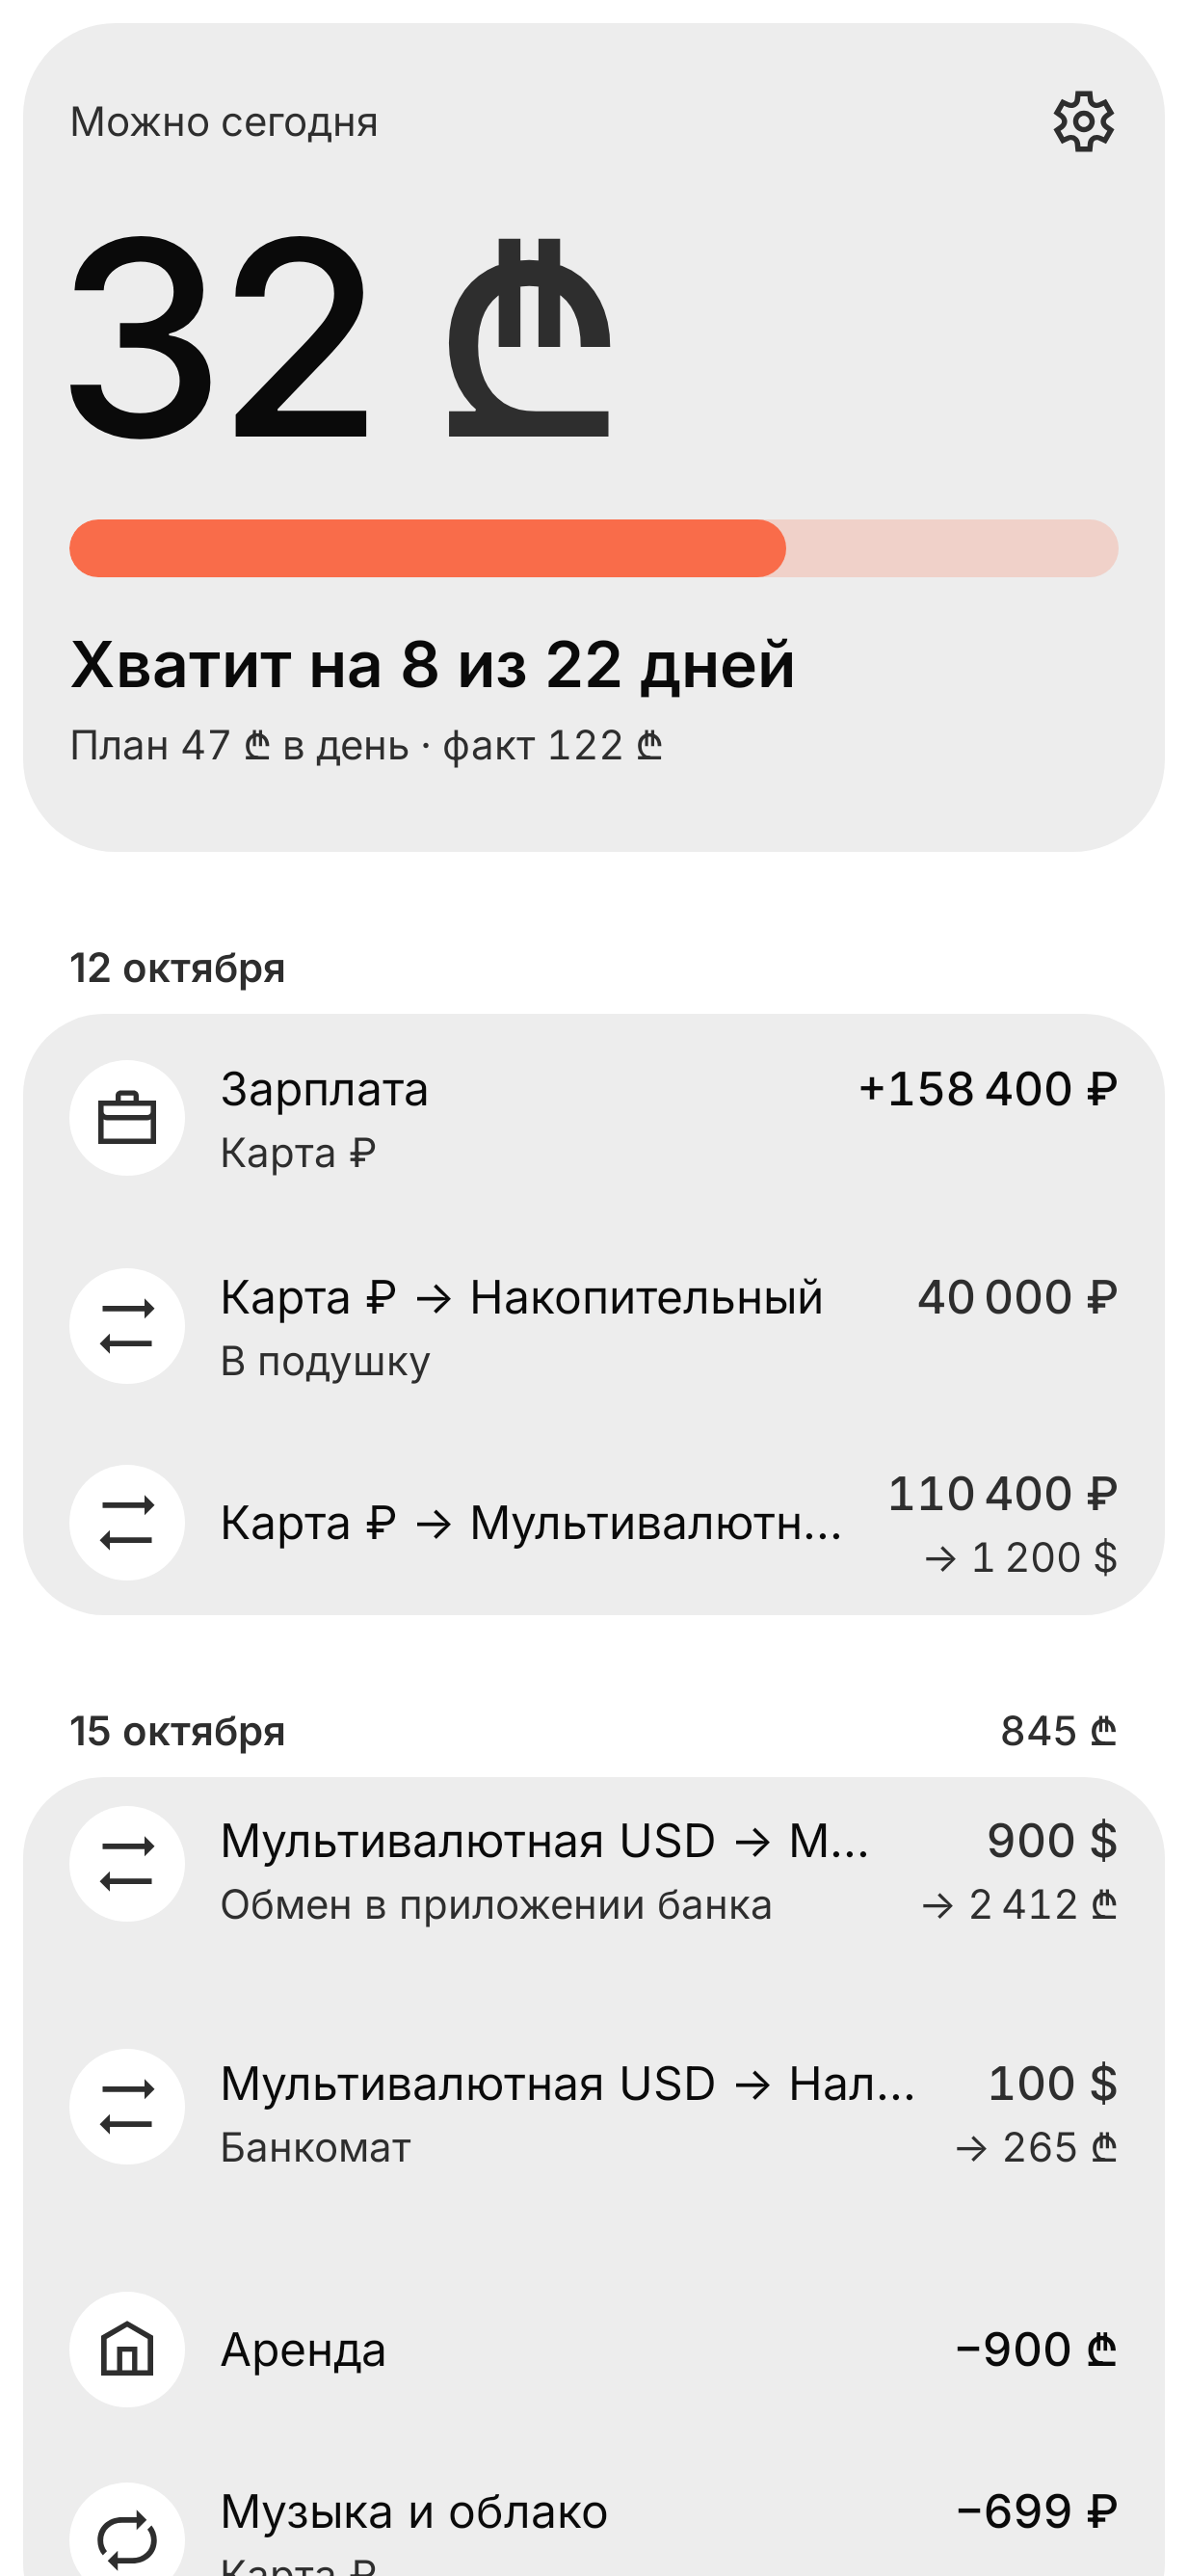 Можно сегодня
32 ₾
Хватит на 8 из 22 дней
План 47 ₾ в день · факт 122 ₾
12 октября
Зарплата +158 400 ₽
Карта ₽
Карта ₽ → Накопительный 40 000 ₽
В подушку
Карта ₽ → Мультивалютн... 110 400 ₽
→ 1 200 $
15 октября 845 ₾
Мультивалютная USD → М... 900 $
Обмен в приложении банка → 2 412 ₾
Мультивалютная USD → Нал... 100 $
Банкомат → 265 ₾
Аренда −900 ₾
Музыка и облако −699 ₽
Карта ₽